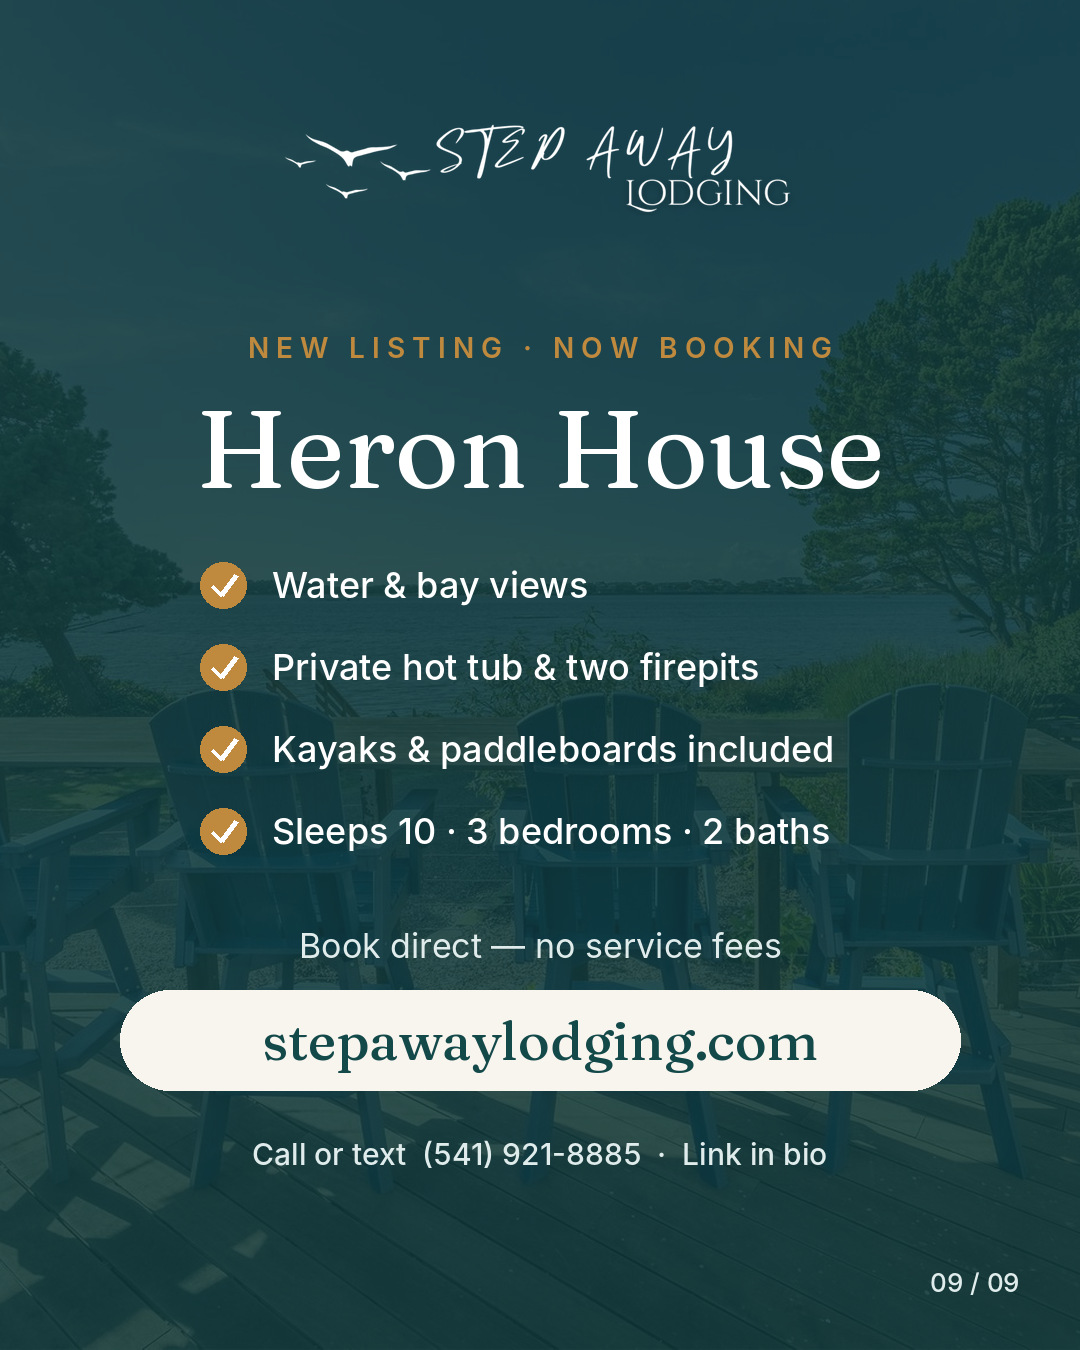 STEP AWAY
LODGING
NEW LISTING · NOW BOOKING
Heron House
Water & bay views
Private hot tub & two firepits
Kayaks & paddleboards included
Sleeps 10 · 3 bedrooms · 2 baths
Book direct — no service fees
stepawaylodging.com
Call or text (541) 921-8885 · Link in bio
09 / 09